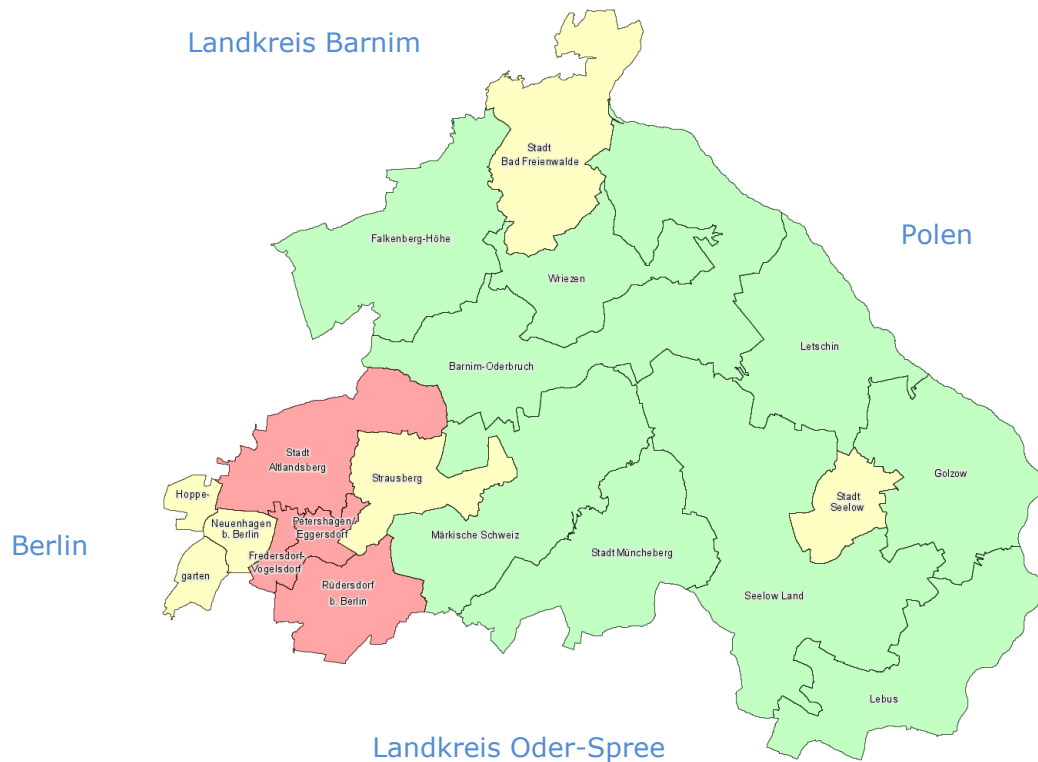 Landkreis Barnim
Stadt
Bad Freienwalde
Polen
Falkenberg-Höhe
Wriezen
Letschin
Barnim-Oderbruch
Stadt
Altlandsberg
Strausberg
Golzow
Stadt
Seelow
Hoppe-
Neuenhagen
b. Berlin
Petershagen/
Eggersdorf
Märkische Schweiz
Berlin
Stadt Müncheberg
Fredersdorf-
Vogelsdorf
garten
Rüdersdorf
b. Berlin
Seelow Land
Lebus
Landkreis Oder-Spree